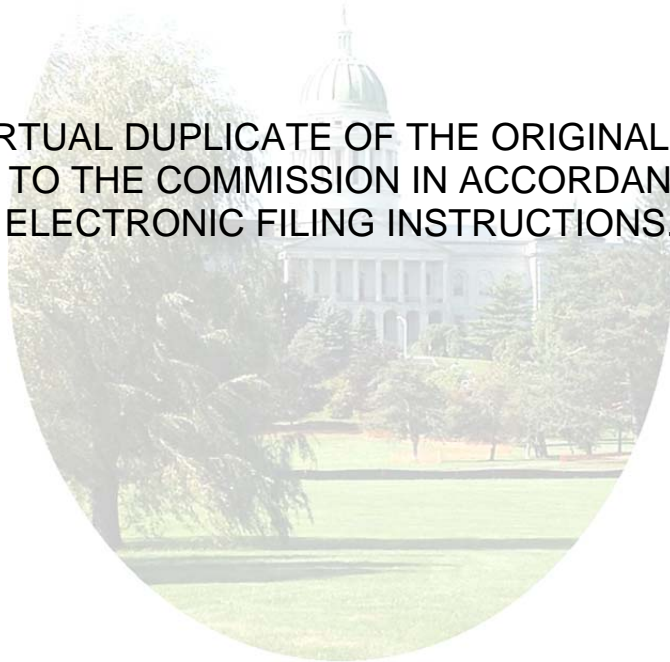 RTUAL DUPLICATE OF THE ORIGINAL
TO THE COMMISSION IN ACCORDAN
ELECTRONIC FILING INSTRUCTIONS.